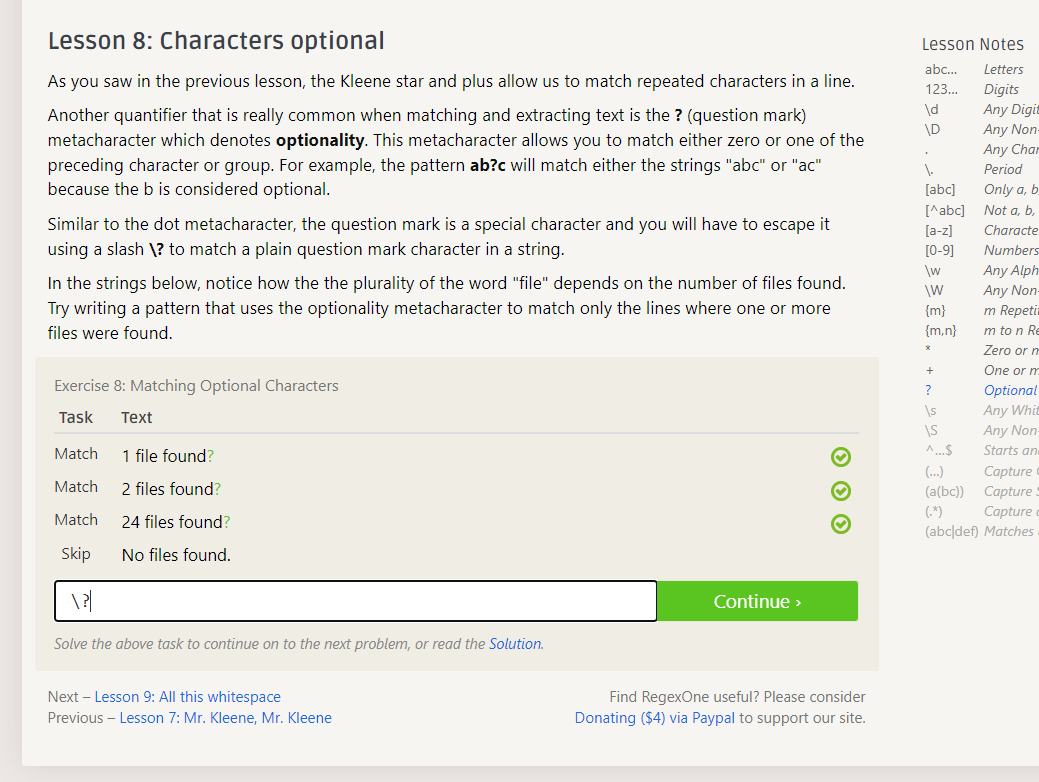 Lesson 8: Characters optional
As you saw in the previous lesson, the Kleene star and plus allow us to match repeated characters in a line.
Another quantifier that is really common when matching and extracting text is the ? (question mark)
metacharacter which denotes optionality. This metacharacter allows you to match either zero or one of the
preceding character or group. For example, the pattern ab?c will match either the strings "abc" or "ac"
because the b is considered optional.
Similar to the dot metacharacter, the question mark is a special character and you will have to escape it
using a slash \? to match a plain question mark character in a string.
In the strings below, notice how the the plurality of the word "file" depends on the number of files found.
Try writing a pattern that uses the optionality metacharacter to match only the lines where one or more
files were found.
Exercise 8: Matching Optional Characters
Task Text
Match 1 file found?
Match 2 files found?
Match 24 files found?
Skip No files found.
\?
Continue ›
Solve the above task to continue on to the next problem, or read the Solution.
Next – Lesson 9: All this whitespace
Previous – Lesson 7: Mr. Kleene, Mr. Kleene
Find RegexOne useful? Please consider
Donating ($4) via Paypal to support our site.
Lesson Notes
abc… Letters
123… Digits
\d Any Digi
\D Any Non-
. Any Char
\. Period
[abc] Only a, b
[^abc] Not a, b,
[a-z] Characte
[0-9] Numbers
\w Any Alph
\W Any Non-
{m} m Repetit
{m,n} m to n Re
* Zero or m
+ One or m
? Optional
\s Any Whit
\S Any Non-
^…$ Starts an
(…) Capture
(a(bc)) Capture S
(.*) Capture
(abc|def) Matches